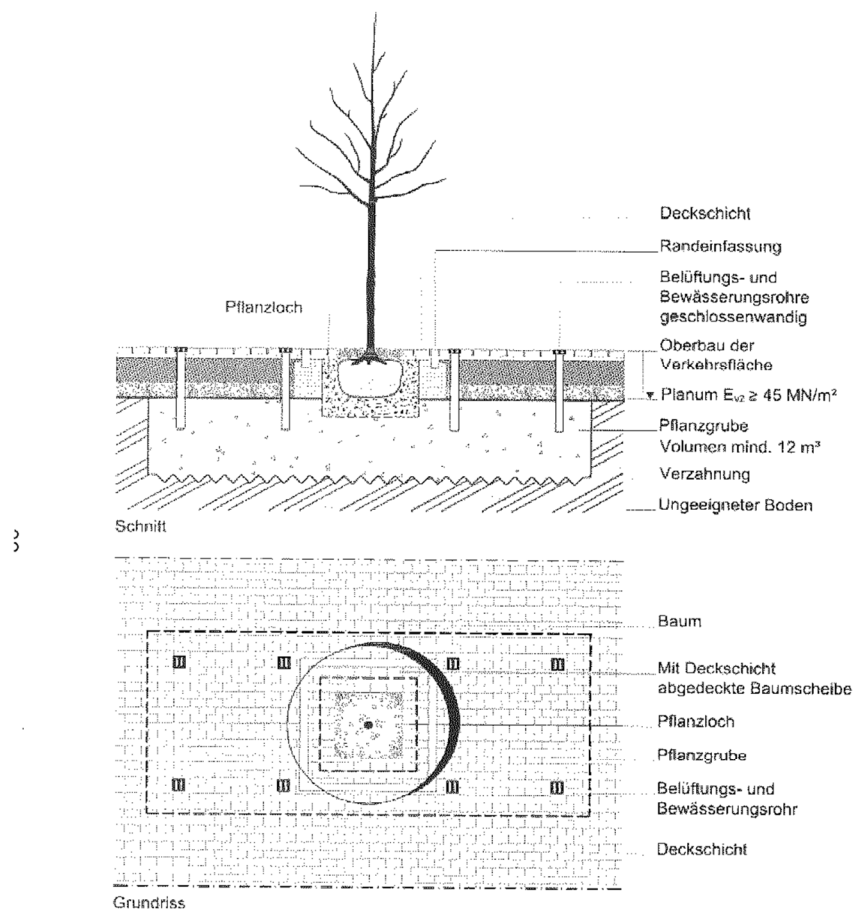 Deckschicht
Randeinfassung
Belüftungs- und
Bewässerungsrohre
geschlossenwandig
Pflanzloch
Oberbau der
Verkehrsfläche
Planum Ev2 ≥ 45 MN/m²
Pflanzgrube
Volumen mind. 12 m³
Verzahnung
Ungeeigneter Boden
Schnitt
Baum
Mit Deckschicht
abgedeckte Baumscheibe
Pflanzloch
Pflanzgrube
Belüftungs- und
Bewässerungsrohr
Deckschicht
Grundriss